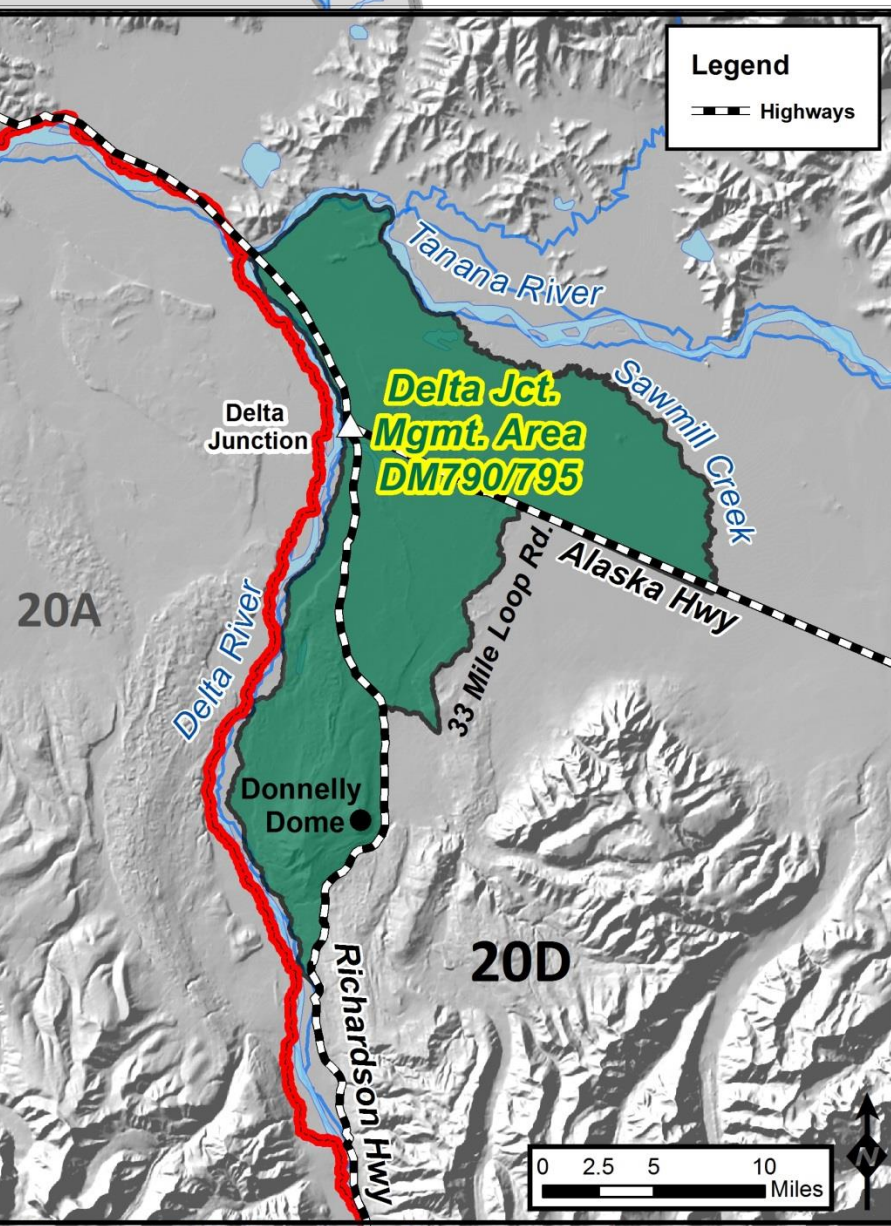 Legend
Highways
Tanana River
Sawmill Creek
Delta Jct.
Mgmt. Area
DM790/795
Delta
Junction
Alaska Hwy
33 Mile Loop Rd.
20A
Delta River
Donnelly
Dome
20D
Richardson Hwy
0 2.5 5 10
Miles
N